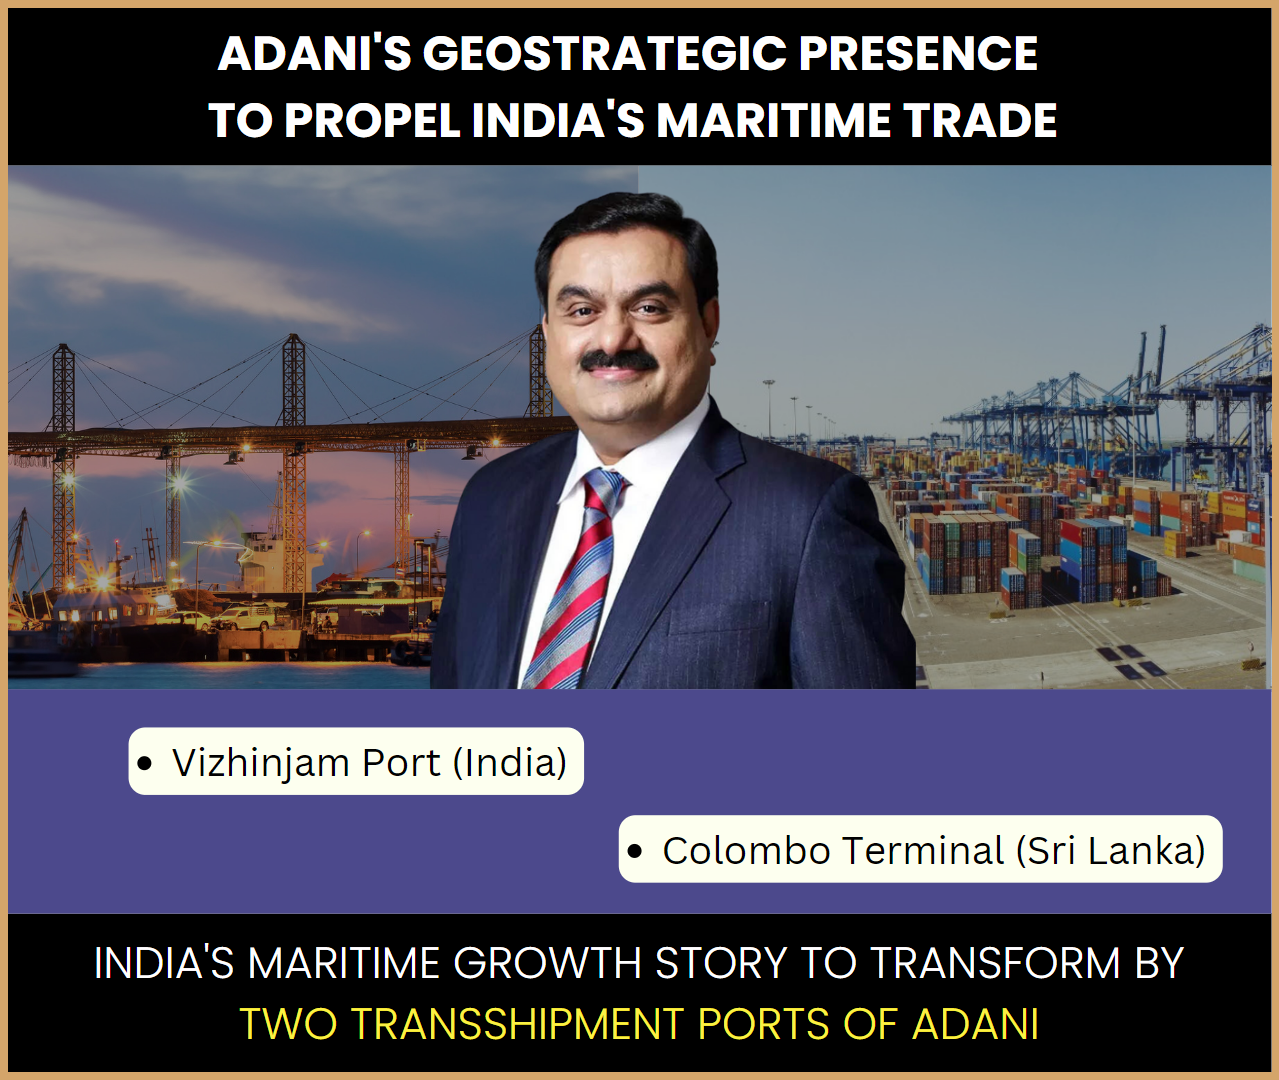 ADANI'S GEOSTRATEGIC PRESENCE
TO PROPEL INDIA'S MARITIME TRADE
• Vizhinjam Port (India)
• Colombo Terminal (Sri Lanka)
INDIA'S MARITIME GROWTH STORY TO TRANSFORM BY
TWO TRANSSHIPMENT PORTS OF ADANI